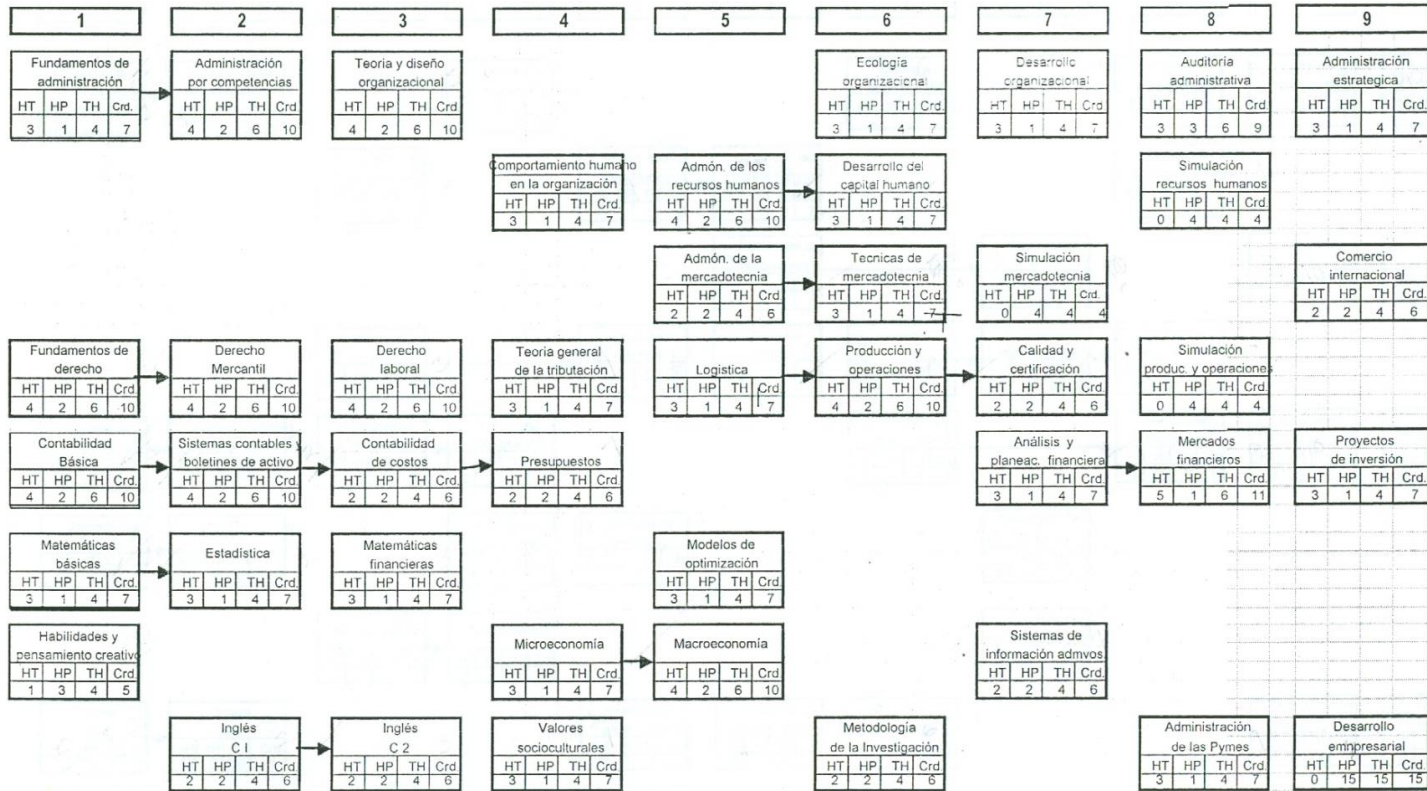 1 2 3 4 5 6 7 8 9
Fundamentos de Administración Teoria y diseño Ecología Desarrollo Auditoria Administración
administración por competencias organizacional organizacional organizacional administrativa estrategica
HT HP TH Crd. HT HP TH Crd. HT HP TH Crd. HT HP TH Crd. HT HP TH Crd. HT HP TH Crd. HT HP TH Crd.
3 1 4 7 4 2 6 10 4 2 6 10 3 1 4 7 3 1 4 7 3 3 6 9 3 1 4 7
Comportamiento humano Admón. de los Desarrollo del Simulación
en la organización recursos humanos capital humano recursos humanos
HT HP TH Crd. HT HP TH Crd. HT HP TH Crd. HT HP TH Crd.
3 1 4 7 4 2 6 10 3 1 4 7 0 4 4 4
Admón. de la Tecnicas de Simulación Comercio
mercadotecnia mercadotecnia mercadotecnia internacional
HT HP TH Crd. HT HP TH Crd. HT HP TH Crd. HT HP TH Crd.
2 2 4 6 3 1 4 7 0 4 4 4 2 2 4 6
Fundamentos de Derecho Derecho Teoria general Logistica Producción y Calidad y Simulación
derecho Mercantil laboral de la tributación operaciones certificación produc. y operaciones
HT HP TH Crd. HT HP TH Crd. HT HP TH Crd. HT HP TH Crd. HT HP TH Crd. HT HP TH Crd. HT HP TH Crd. HT HP TH Crd.
4 2 6 10 4 2 6 10 4 2 6 10 3 1 4 7 3 1 4 7 4 2 6 10 2 2 4 6 0 4 4 4
Contabilidad Sistemas contables y Contabilidad Presupuestos Análisis y Mercados Proyectos
Básica boletines de activo de costos planeac. financiera financieros de inversión
HT HP TH Crd. HT HP TH Crd. HT HP TH Crd. HT HP TH Crd. HT HP TH Crd. HT HP TH Crd. HT HP TH Crd.
4 2 6 10 4 2 6 10 2 2 4 6 2 2 4 6 3 1 4 7 5 1 6 11 3 1 4 7
Matemáticas Estadística Matemáticas Modelos de
básicas financieras optimización
HT HP TH Crd. HT HP TH Crd. HT HP TH Crd. HT HP TH Crd.
3 1 4 7 3 1 4 7 3 1 4 7 3 1 4 7
Habilidades y Microeconomía Macroeconomía Sistemas de
pensamiento creativo información admvos.
HT HP TH Crd. HT HP TH Crd. HT HP TH Crd. HT HP TH Crd.
1 3 4 5 3 1 4 7 4 2 6 10 2 2 4 6
Inglés Inglés Valores Metodología Administración Desarrollo
C I C 2 socioculturales de la Investigación de las Pymes emnpresarial
HT HP TH Crd. HT HP TH Crd. HT HP TH Crd. HT HP TH Crd. HT HP TH Crd. HT HP TH Crd.
2 2 4 6 2 2 4 6 3 1 4 7 2 2 4 6 3 1 4 7 0 15 15 15